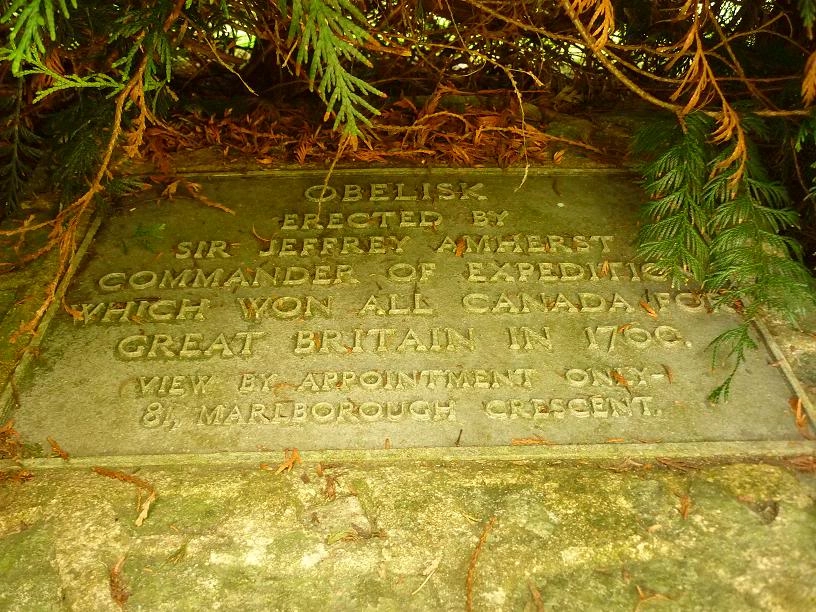 OBELISK
ERECTED BY
SIR JEFFREY AMHERST
COMMANDER OF EXPEDITION
WHICH WON ALL CANADA FOR
GREAT BRITAIN IN 1760.
VIEW BY APPOINTMENT ONLY-
81, MARLBOROUGH CRESCENT.